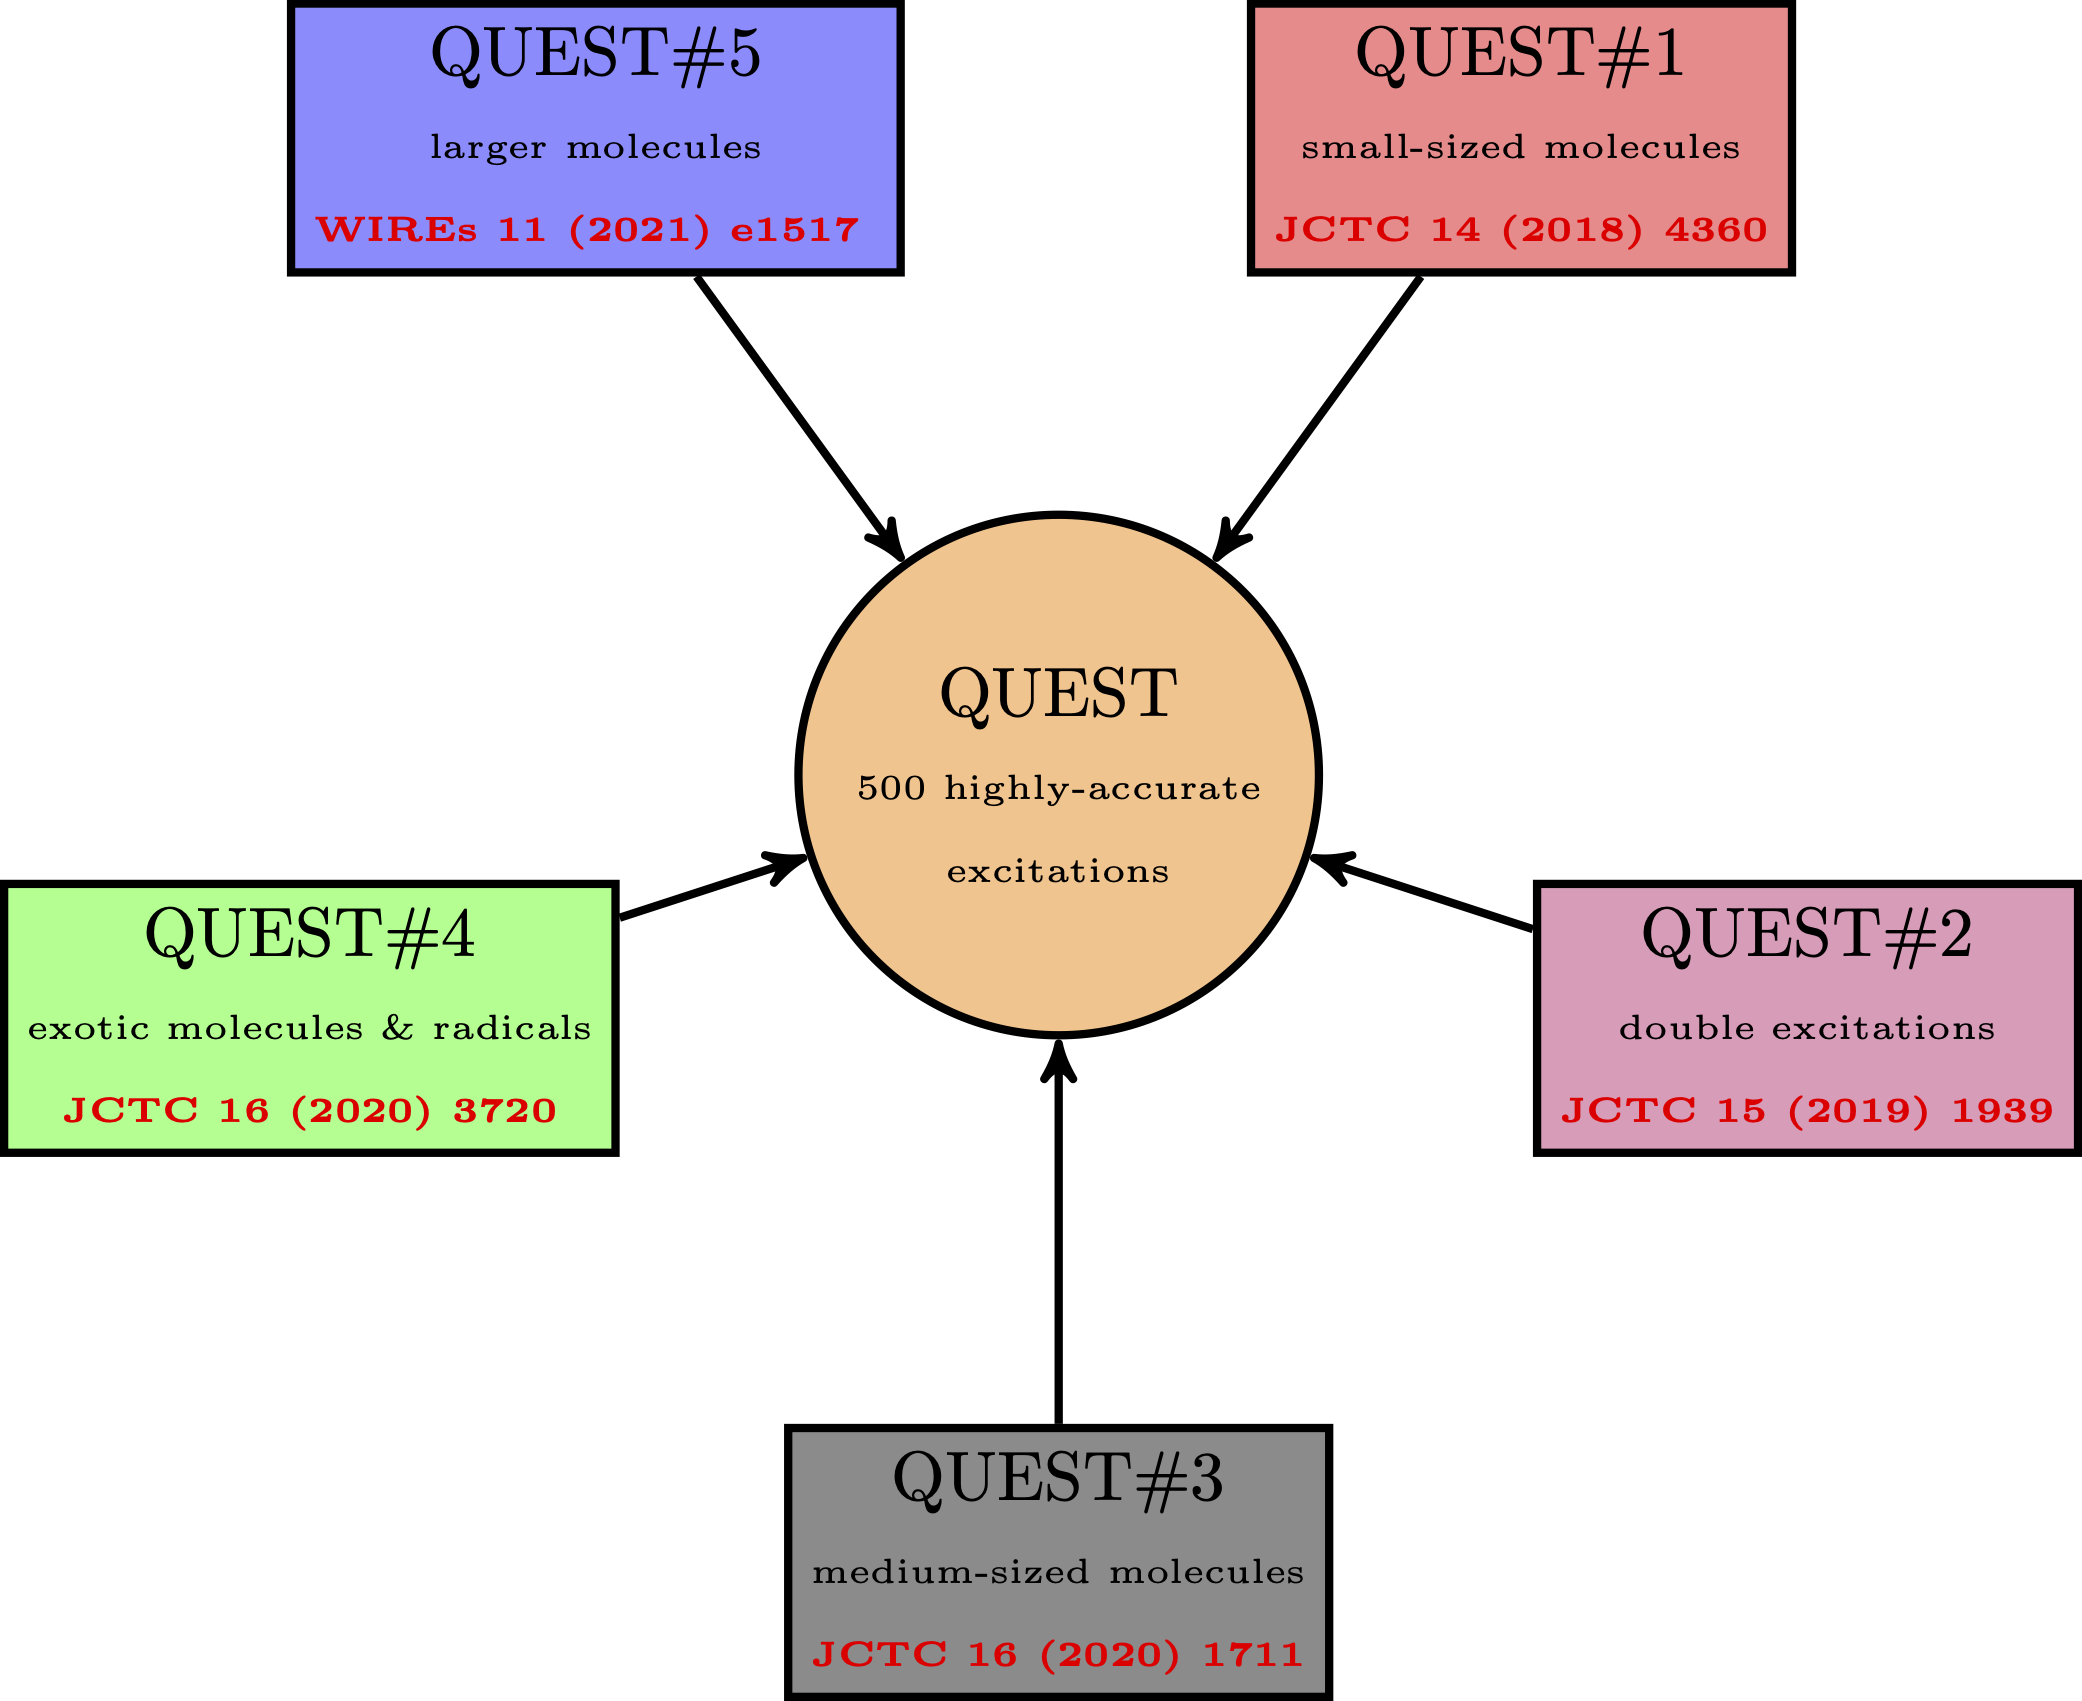 QUEST#5
larger molecules
WIREs 11 (2021) e1517
QUEST#1
small-sized molecules
JCTC 14 (2018) 4360
QUEST
500 highly-accurate
excitations
QUEST#4
exotic molecules & radicals
JCTC 16 (2020) 3720
QUEST#2
double excitations
JCTC 15 (2019) 1939
QUEST#3
medium-sized molecules
JCTC 16 (2020) 1711